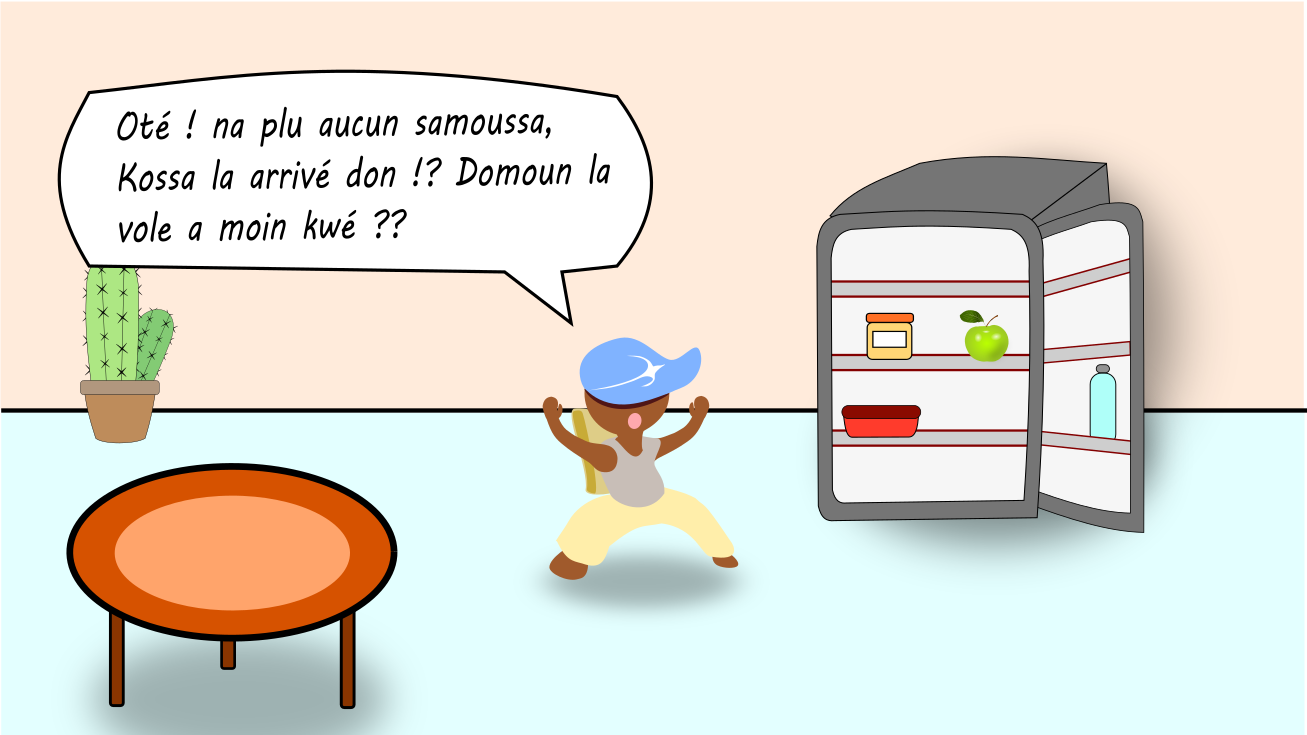 Oté ! na plu aucun samoussa,
Kossa la arrivé don !? Domoun la
vole a moin kwé ??